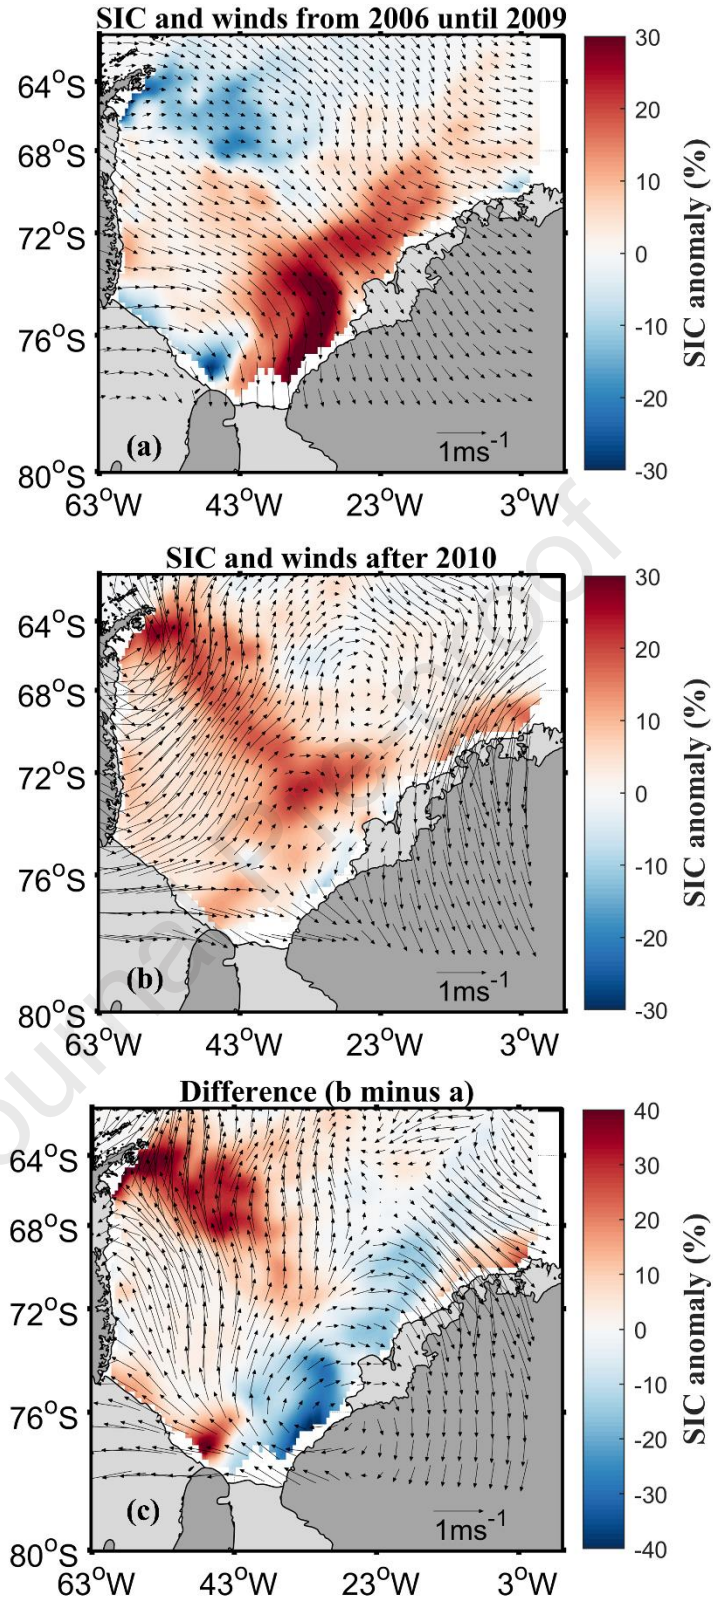 SIC and winds from 2006 until 2009
64°S
68°S
72°S
76°S
80°S
63°W 43°W 23°W 3°W
(a)
1ms⁻¹
30
20
10
0
-10
-20
-30
SIC anomaly (%)
SIC and winds after 2010
64°S
68°S
72°S
76°S
80°S
63°W 43°W 23°W 3°W
(b)
1ms⁻¹
30
20
10
0
-10
-20
-30
SIC anomaly (%)
Difference (b minus a)
64°S
68°S
72°S
76°S
80°S
63°W 43°W 23°W 3°W
(c)
1ms⁻¹
40
30
20
10
0
-10
-20
-30
-40
SIC anomaly (%)
Journal Pre-proof